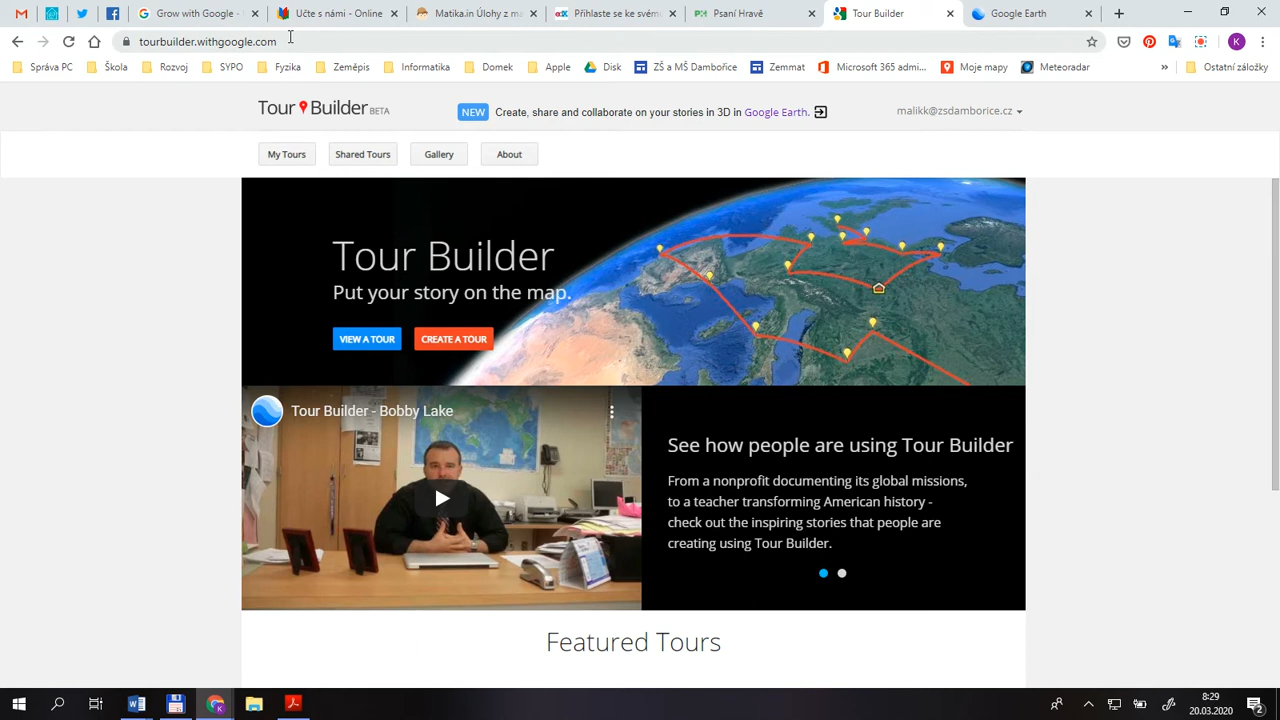 Grow with Google -
Učte s námi - Online
Matika.in Úlohy z ma
Přihlaste se ke svému
Psaní Hravě
Tour Builder
Google Earth
tourbuilder.withgoogle.com
Správa PC
Škola
Rozvoj
SYPO
Fyzika
Zeměpis
Informatika
Domek
Apple
Disk
ZŠ a MŠ Dambořice
Zemmat
Microsoft 365 admi...
Moje mapy
Meteoradar
»
Ostatní záložky
Tour Builder BETA
NEW Create, share and collaborate on your stories in 3D in Google Earth.
malikk@zsdamborice.cz
My Tours
Shared Tours
Gallery
About
Tour Builder
Put your story on the map.
VIEW A TOUR
CREATE A TOUR
Tour Builder - Bobby Lake
See how people are using Tour Builder
From a nonprofit documenting its global missions,
to a teacher transforming American history -
check out the inspiring stories that people are
creating using Tour Builder.
Featured Tours
8:29
20.03.2020
2